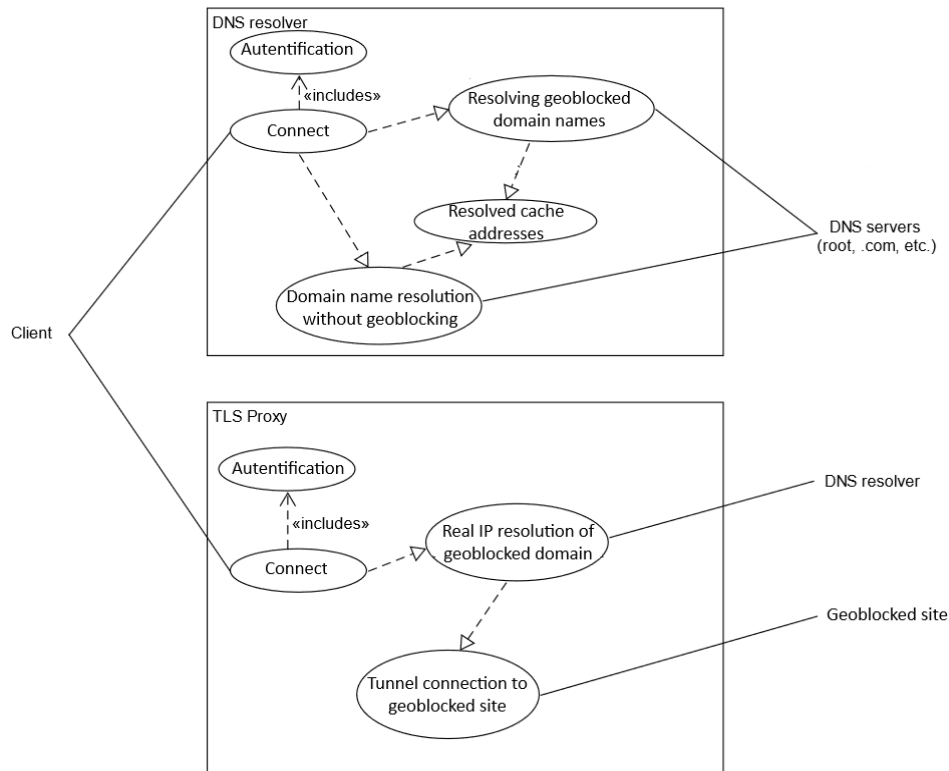 DNS resolver
Autentification
«includes»
Connect
Resolving geoblocked
domain names
Resolved cache
addresses
Domain name resolution
without geoblocking
DNS servers
(root, .com, etc.)
Client
TLS Proxy
Autentification
«includes»
Connect
Real IP resolution of
geoblocked domain
DNS resolver
Geoblocked site
Tunnel connection to
geoblocked site